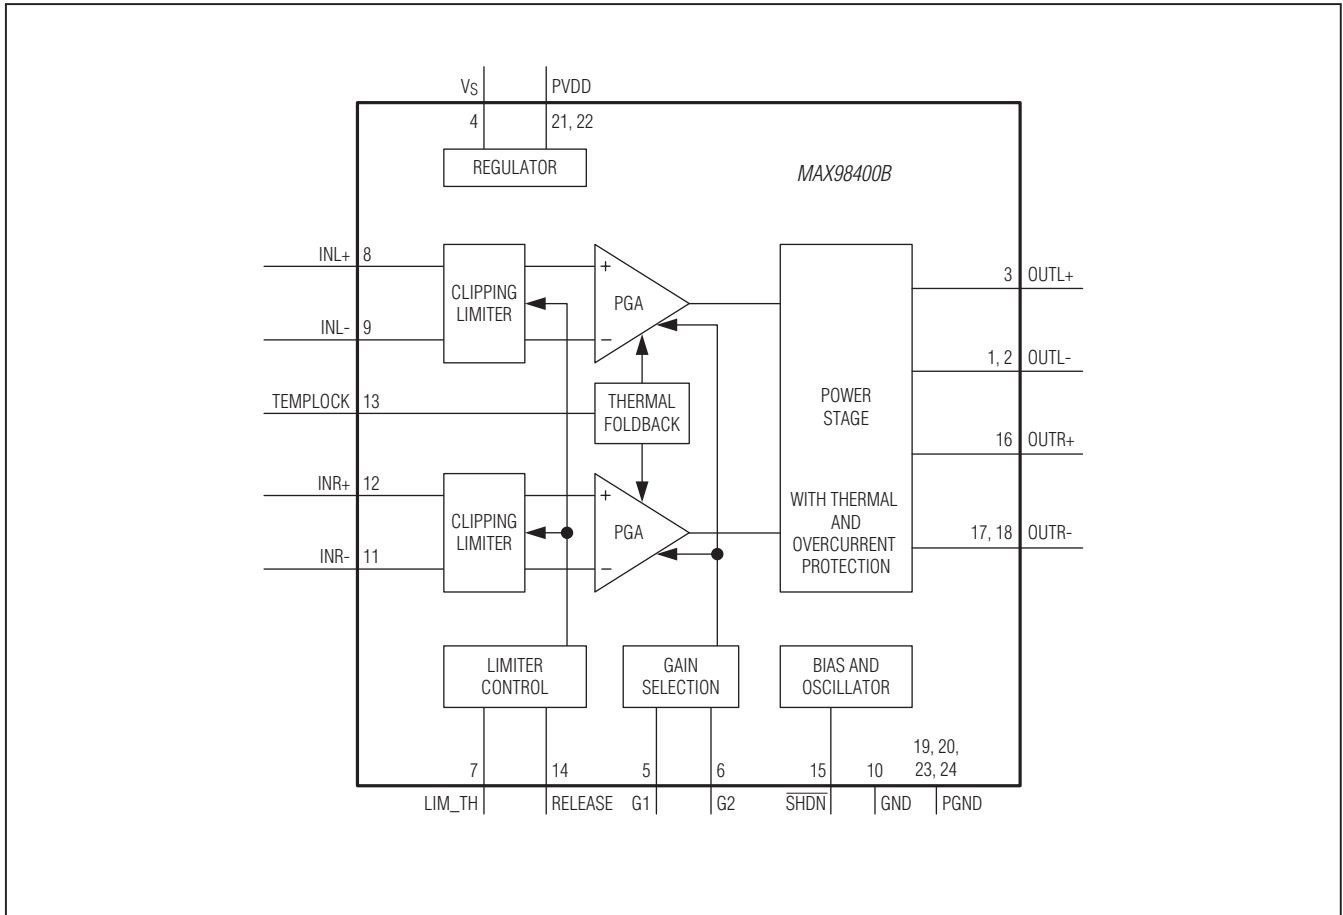 VS PVDD
4 21, 22
REGULATOR
MAX98400B
INL+ 8
CLIPPING
LIMITER
+
PGA
−
INL- 9
3 OUTL+
1, 2 OUTL-
TEMPLOCK 13
THERMAL
FOLDBACK
POWER
STAGE
16 OUTR+
INR+ 12
CLIPPING
LIMITER
+
PGA
−
INR- 11
WITH THERMAL
AND
OVERCURRENT
PROTECTION
17, 18 OUTR-
LIMITER
CONTROL
GAIN
SELECTION
BIAS AND
OSCILLATOR
7 14 5 6 15 10 19, 20,
23, 24
LIM_TH RELEASE G1 G2 SHDN GND PGND